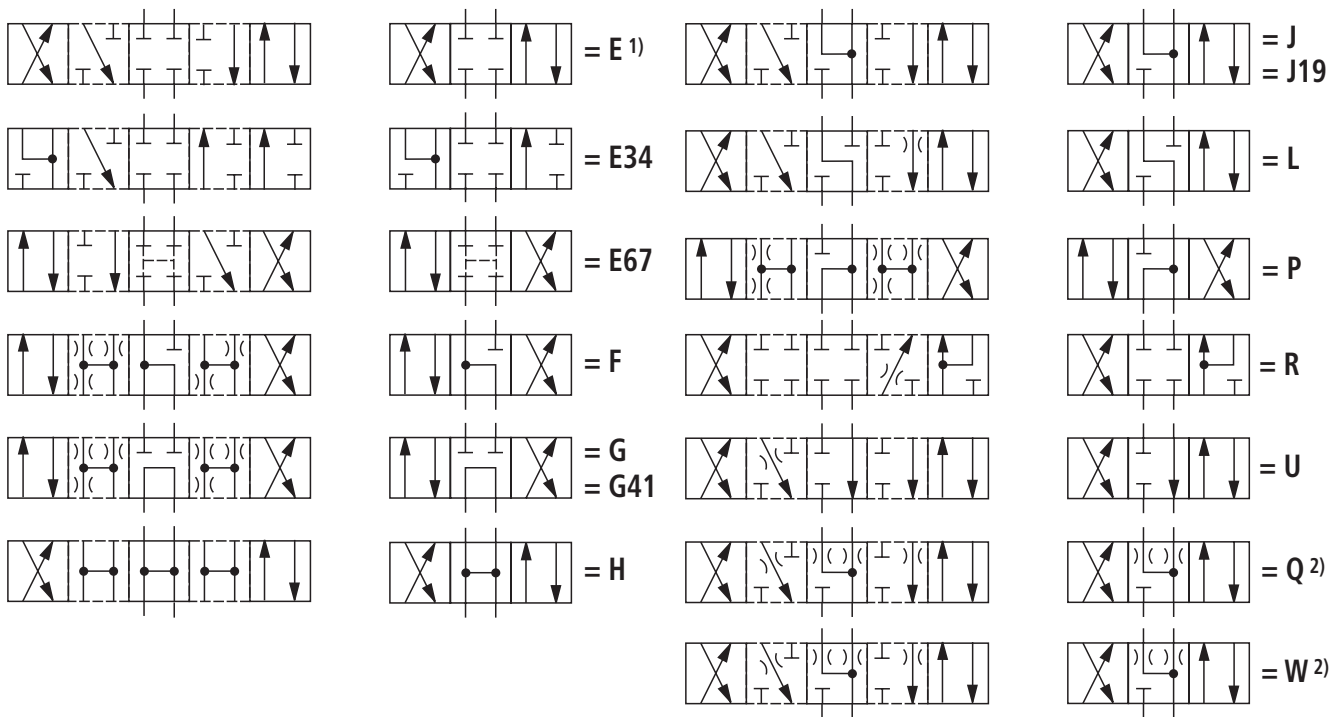 = E 1)
= E34
= E67
= F
= G
= G41
= H
= J
= J19
= L
= P
= R
= U
= Q 2)
= W 2)